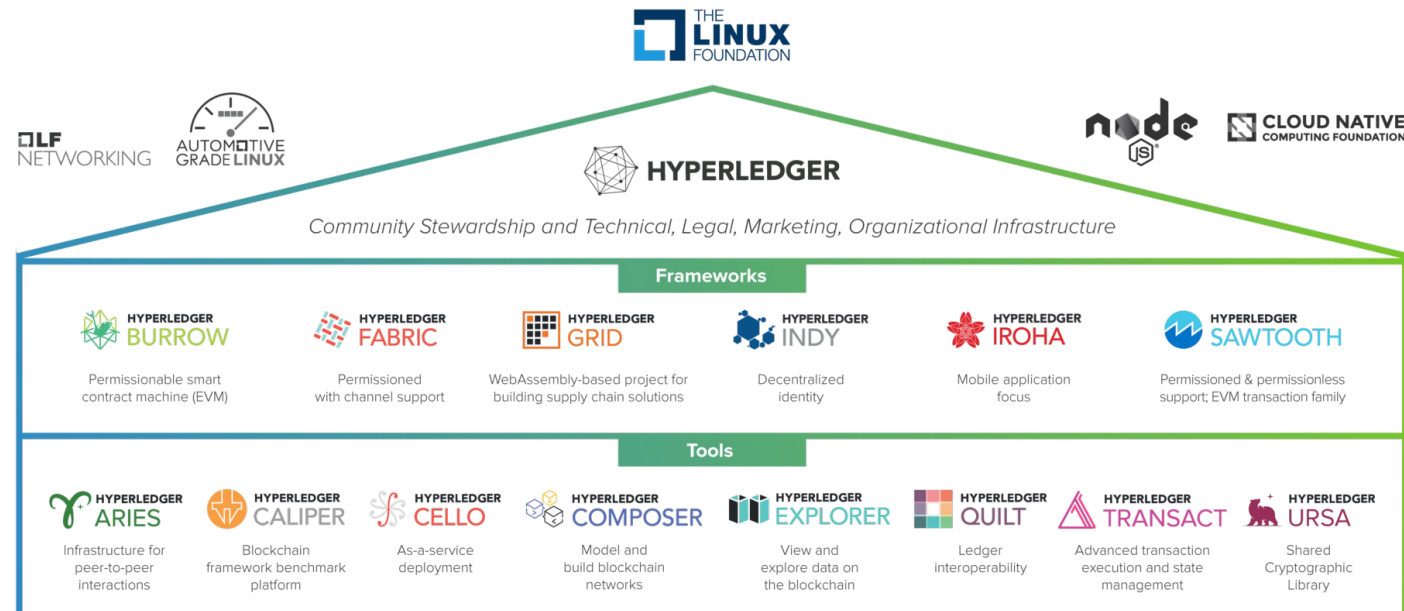 THE
LINUX
FOUNDATION
LF
NETWORKING
AUTOMOTIVE
GRADE LINUX
node
JS
CLOUD NATIVE
COMPUTING FOUNDATION
HYPERLEDGER
Community Stewardship and Technical, Legal, Marketing, Organizational Infrastructure
Frameworks
HYPERLEDGER
BURROW
Permissionable smart
contract machine (EVM)
HYPERLEDGER
FABRIC
Permissioned
with channel support
HYPERLEDGER
GRID
WebAssembly-based project for
building supply chain solutions
HYPERLEDGER
INDY
Decentralized
identity
HYPERLEDGER
IROHA
Mobile application
focus
HYPERLEDGER
SAWTOOTH
Permissioned & permissionless
support; EVM transaction family
Tools
HYPERLEDGER
ARIES
Infrastructure for
peer-to-peer
interactions
HYPERLEDGER
CALIPER
Blockchain
framework benchmark
platform
HYPERLEDGER
CELLO
As-a-service
deployment
HYPERLEDGER
COMPOSER
Model and
build blockchain
networks
HYPERLEDGER
EXPLORER
View and
explore data on
the blockchain
HYPERLEDGER
QUILT
Ledger
interoperability
HYPERLEDGER
TRANSACT
Advanced transaction
execution and state
management
HYPERLEDGER
URSA
Shared
Cryptographic
Library